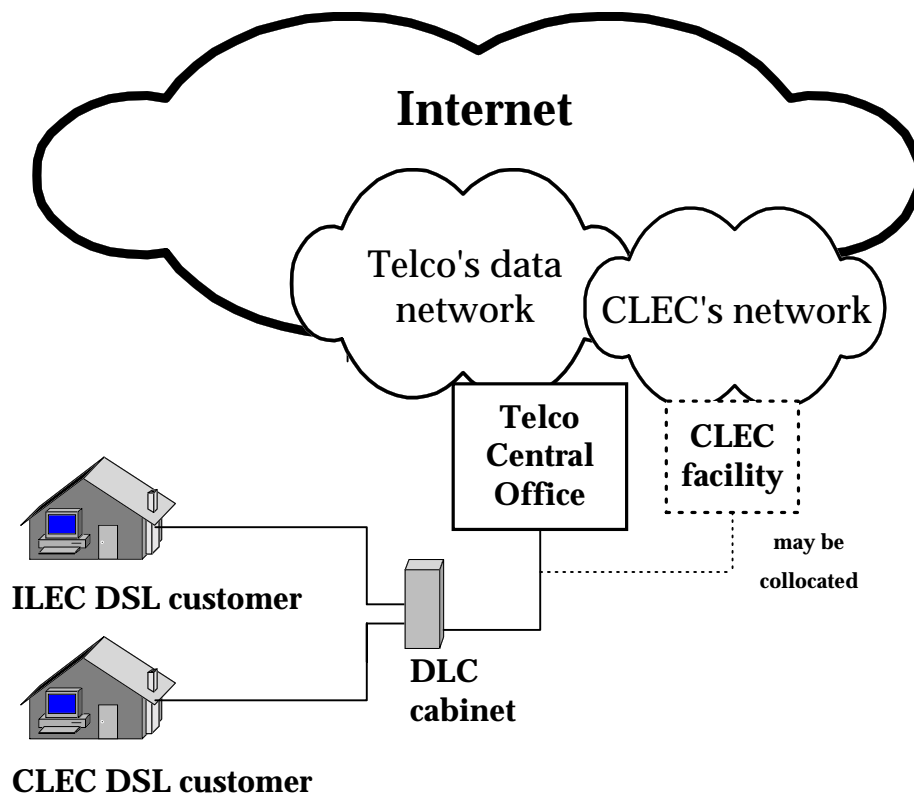 Internet
Telco's data
network
CLEC's network
Telco
Central
Office
CLEC
facility
may be
collocated
ILEC DSL customer
DLC
cabinet
CLEC DSL customer